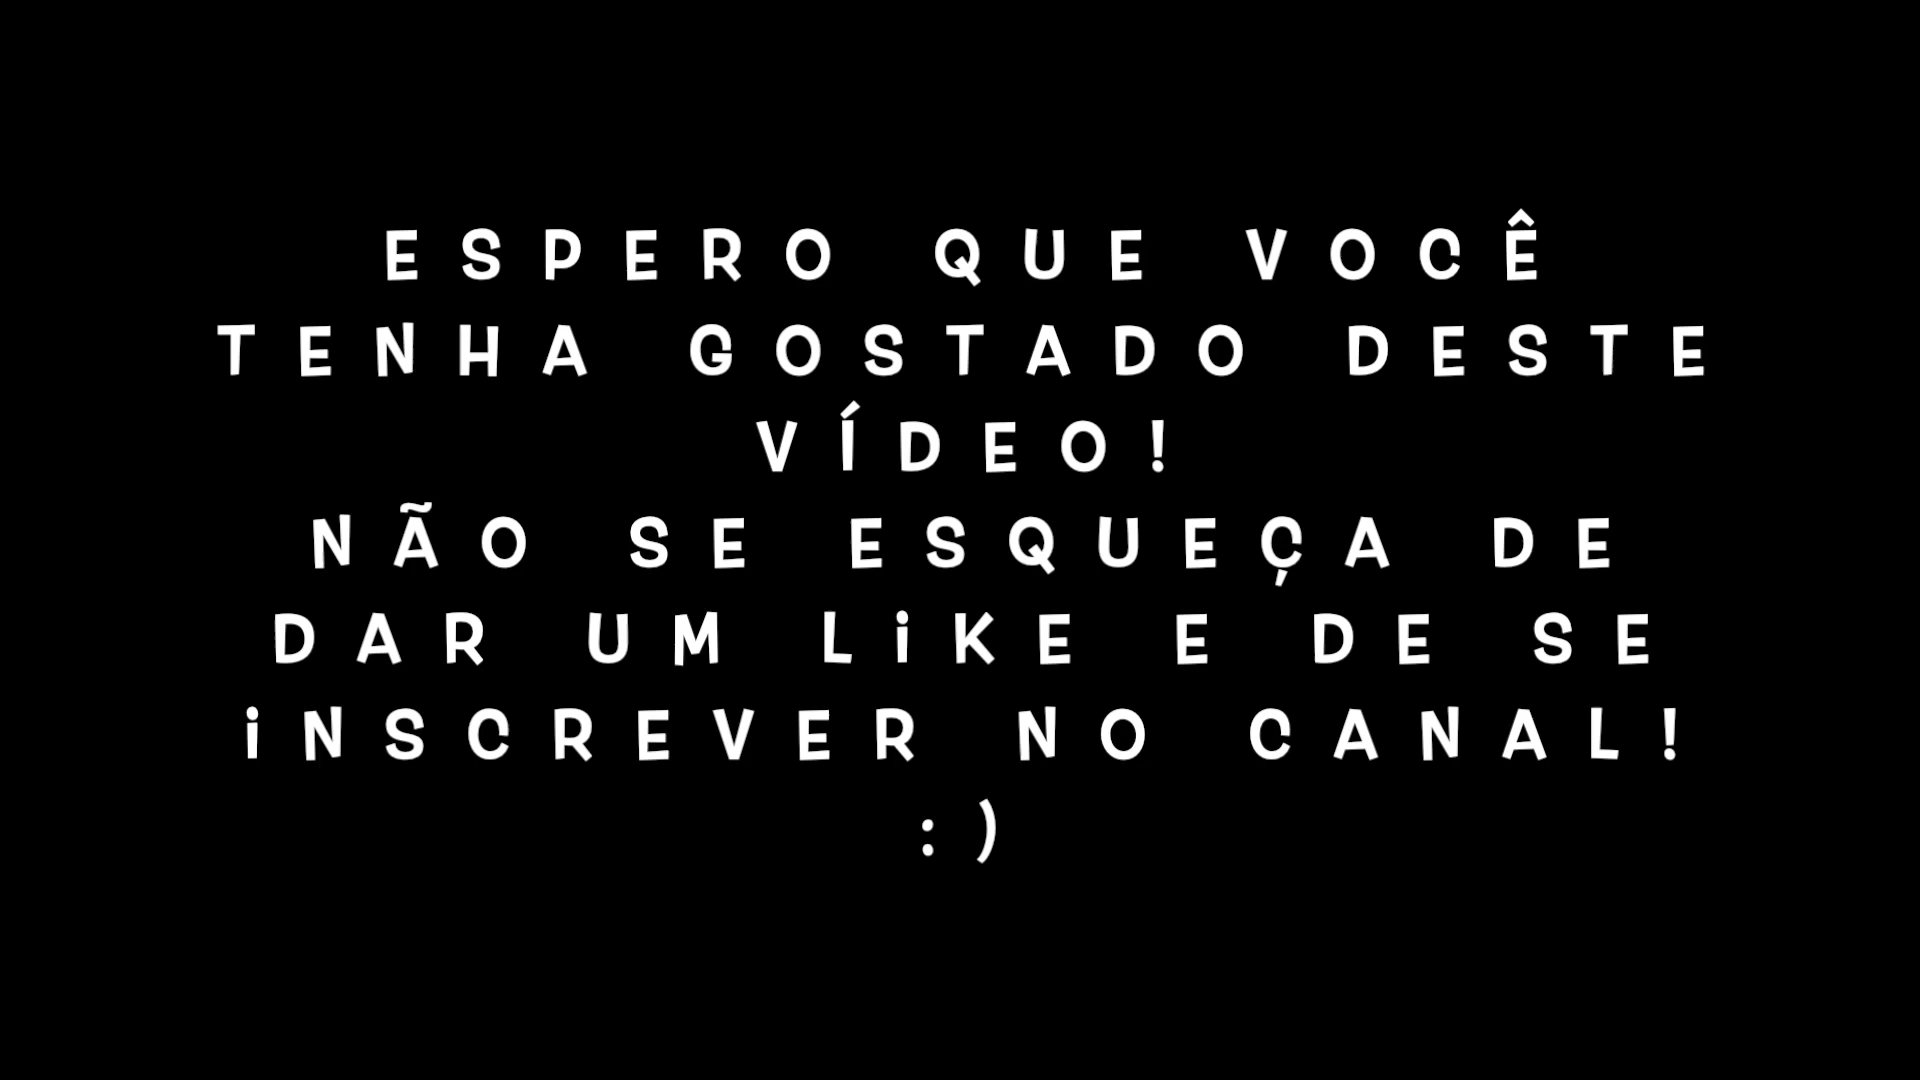 ESPERO QUE VOCÊ
TENHA GOSTADO DESTE
VÍDEO!
NÃO SE ESQUEÇA DE
DAR UM LiKE E DE SE
iNSCREVER NO CANAL!
:)